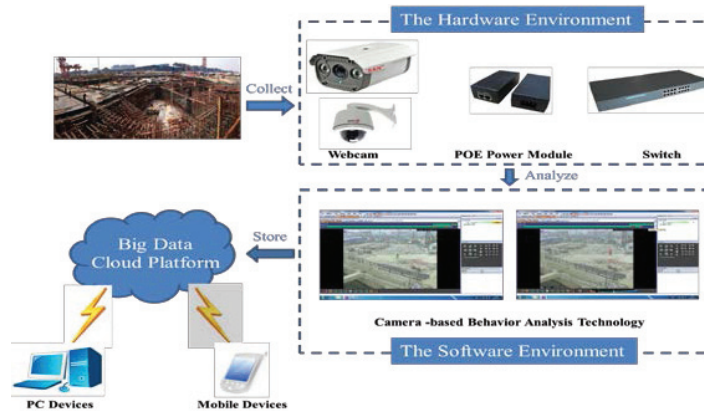 The Hardware Environment
Collect
Webcam
POE Power Module
Switch
Analyze
Big Data
Cloud Platform
Store
Camera -based Behavior Analysis Technology
The Software Environment
PC Devices
Mobile Devices